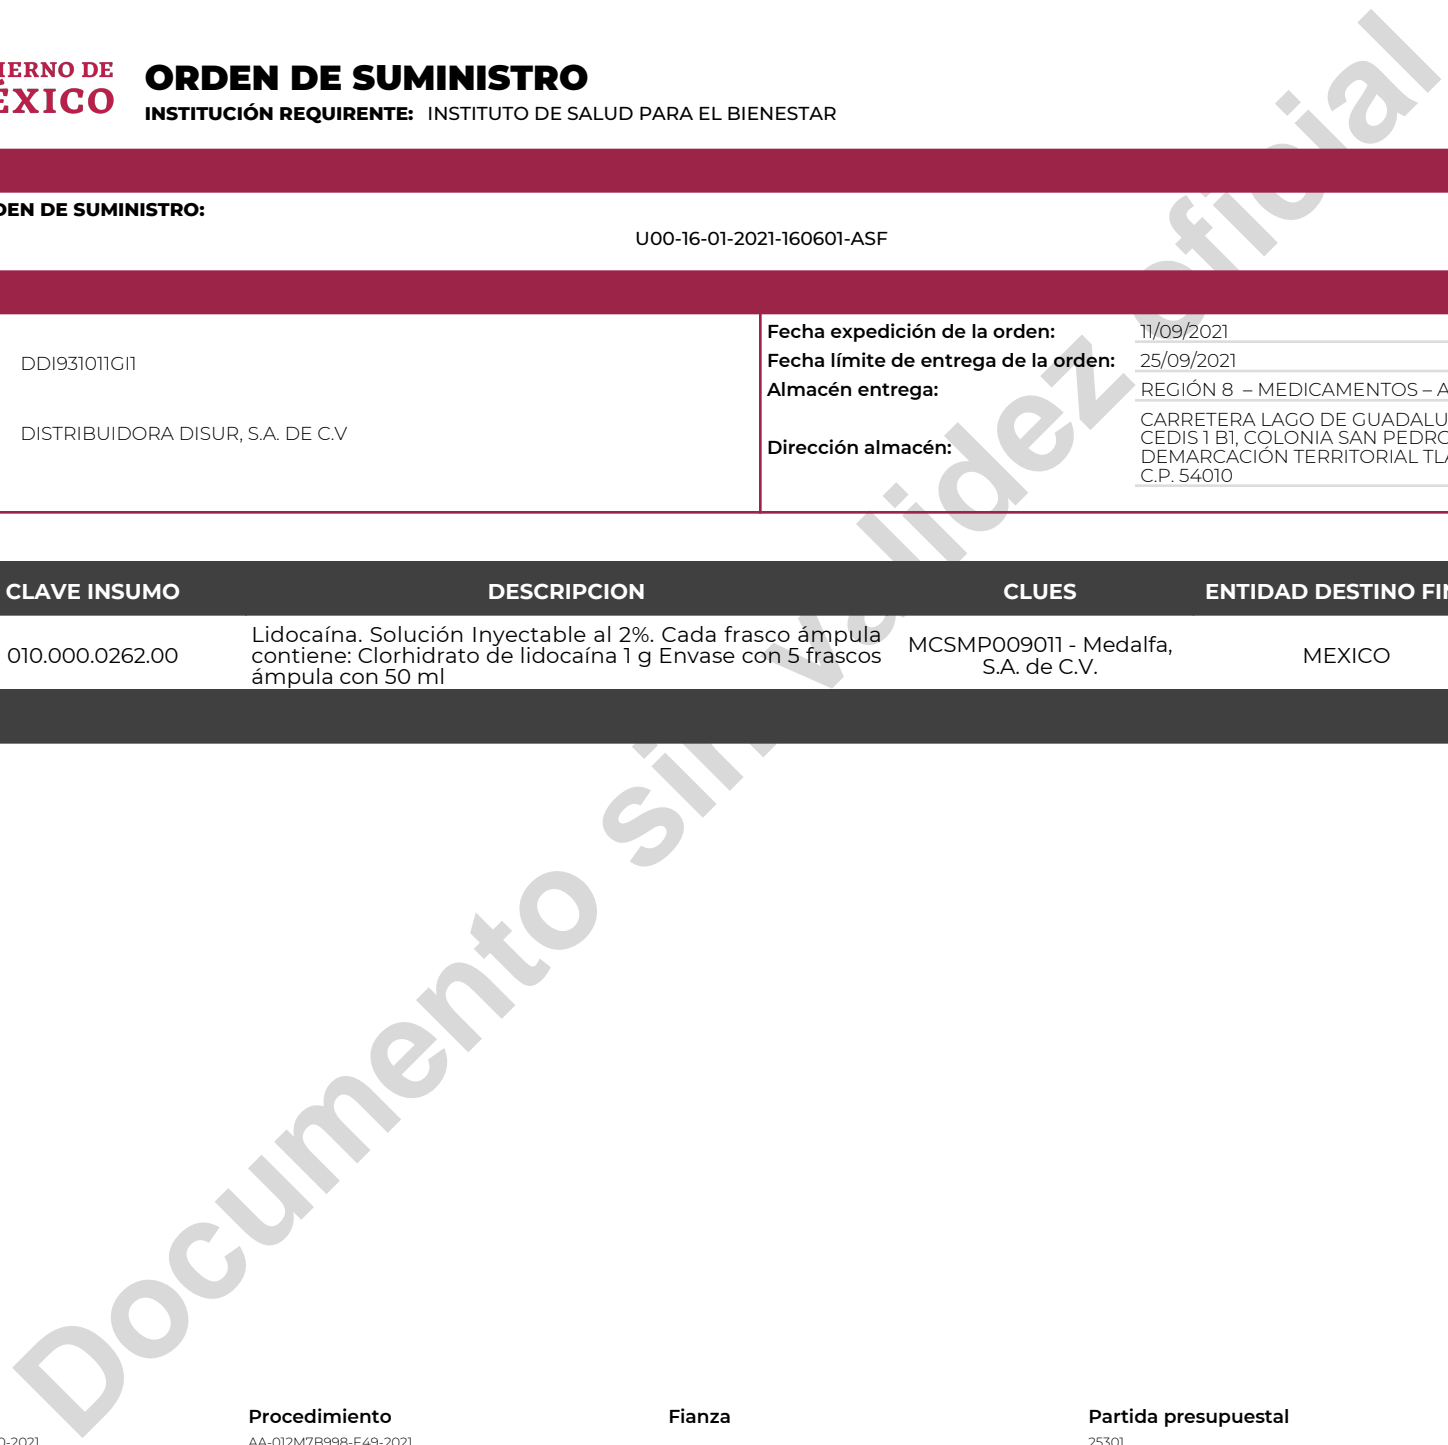 IERNO DE
ÉXICO
ORDEN DE SUMINISTRO
INSTITUCIÓN REQUIRENTE: INSTITUTO DE SALUD PARA EL BIENESTAR
DEN DE SUMINISTRO:
U00-16-01-2021-160601-ASF
DDI931011GI1
DISTRIBUIDORA DISUR, S.A. DE C.V
Fecha expedición de la orden: 11/09/2021
Fecha límite de entrega de la orden: 25/09/2021
Almacén entrega: REGIÓN 8 – MEDICAMENTOS – A
Dirección almacén: CARRETERA LAGO DE GUADALU
CEDIS 1 B1, COLONIA SAN PEDRO
DEMARCACIÓN TERRITORIAL TLA
C.P. 54010
CLAVE INSUMO DESCRIPCION CLUES ENTIDAD DESTINO FIN
010.000.0262.00
Lidocaína. Solución Inyectable al 2%. Cada frasco ámpula
contiene: Clorhidrato de lidocaína 1 g Envase con 5 frascos
ámpula con 50 ml
MCSMP009011 - Medalfa,
S.A. de C.V.
MEXICO
Documento sin validez oficial
Procedimiento Fianza Partida presupuestal
0-2021 AA-012M7B998-E49-2021 25301